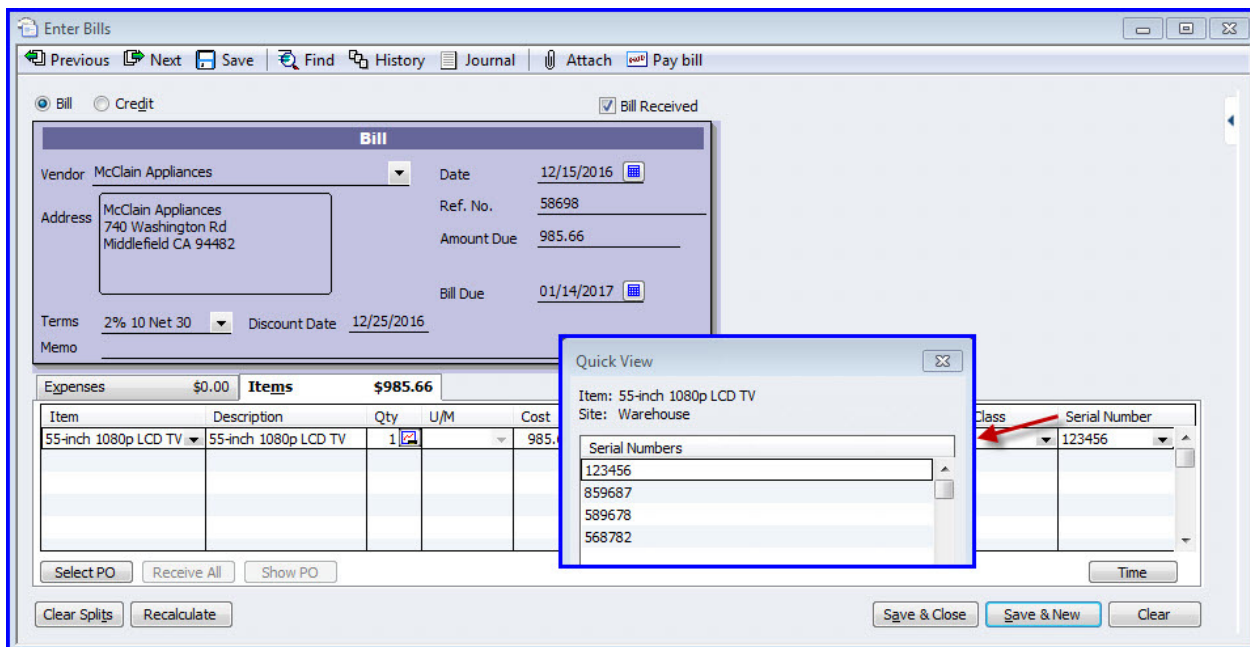 Enter Bills
Previous Next Save Find History Journal Attach Pay bill
Bill Credit Bill Received
Bill
Vendor McClain Appliances Date 12/15/2016
Address McClain Appliances Ref. No. 58698
740 Washington Rd
Middlefield CA 94482 Amount Due 985.66
Bill Due 01/14/2017
Terms 2% 10 Net 30 Discount Date 12/25/2016
Memo
Expenses $0.00 Items $985.66
Item Description Qty U/M Cost Class Serial Number
55-inch 1080p LCD TV 55-inch 1080p LCD TV 1 985. 123456
Quick View
Item: 55-inch 1080p LCD TV
Site: Warehouse
Serial Numbers
123456
859687
589678
568782
Select PO Receive All Show PO Time
Clear Splits Recalculate Save & Close Save & New Clear